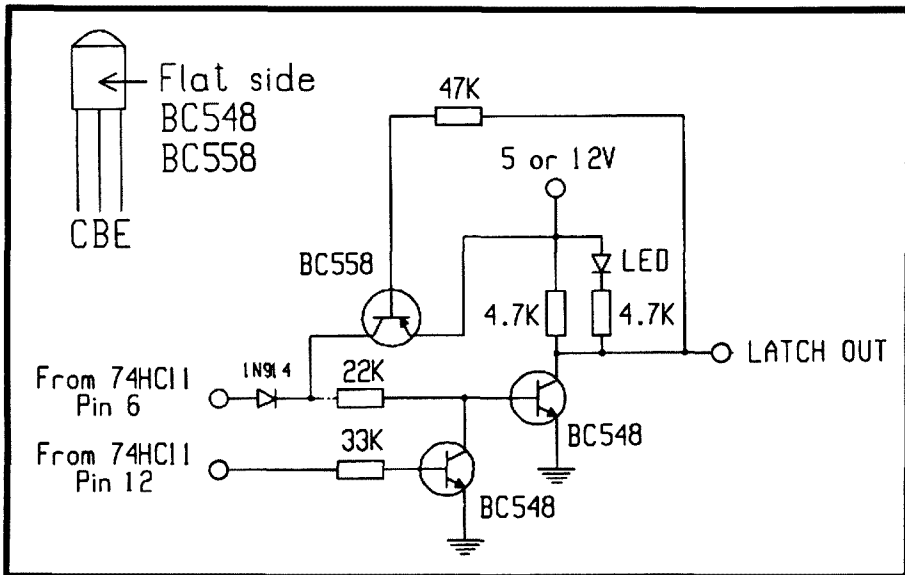 Flat side
BC548
BC558
CBE
47K
5 or 12V
BC558
LED
4.7K
4.7K
LATCH OUT
From 74HC11
Pin 6
1N914
22K
BC548
From 74HC11
Pin 12
33K
BC548